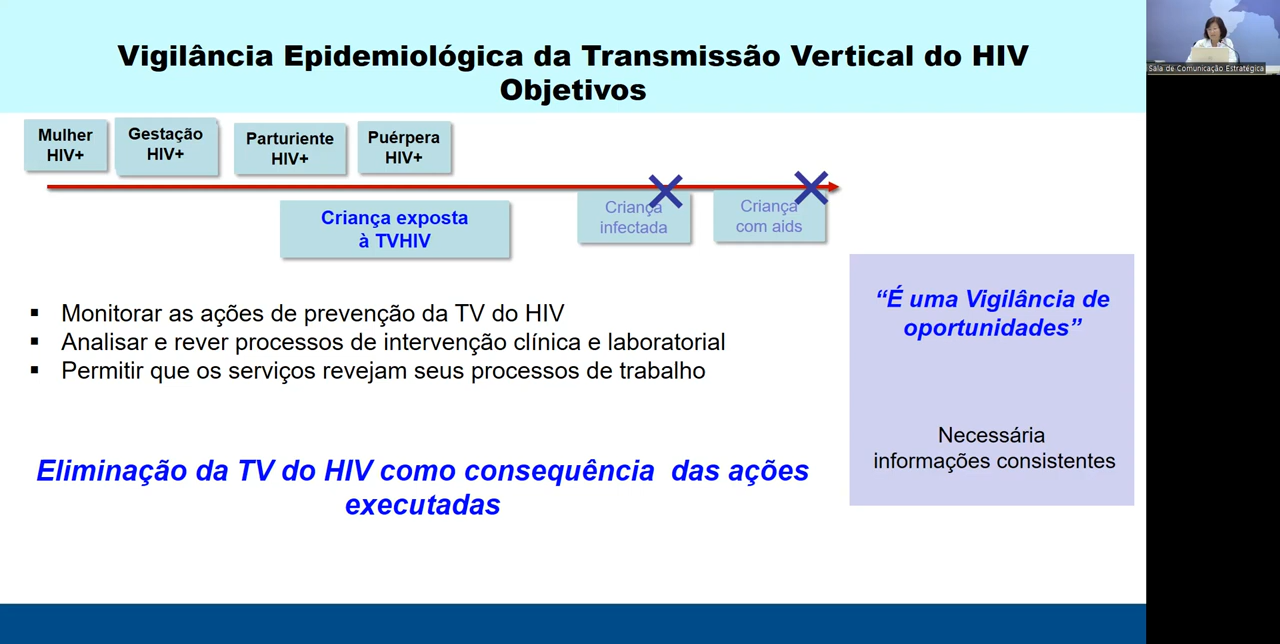 Vigilância Epidemiológica da Transmissão Vertical do HIV
Objetivos
Sala de Comunicação Estratégica
Mulher
HIV+
Gestação
HIV+
Parturiente
HIV+
Puérpera
HIV+
Criança exposta
à TVHIV
Criança
infectada
Criança
com aids
▪ Monitorar as ações de prevenção da TV do HIV
▪ Analisar e rever processos de intervenção clínica e laboratorial
▪ Permitir que os serviços revejam seus processos de trabalho
“É uma Vigilância de
oportunidades”
Necessária
informações consistentes
Eliminação da TV do HIV como consequência  das ações
executadas